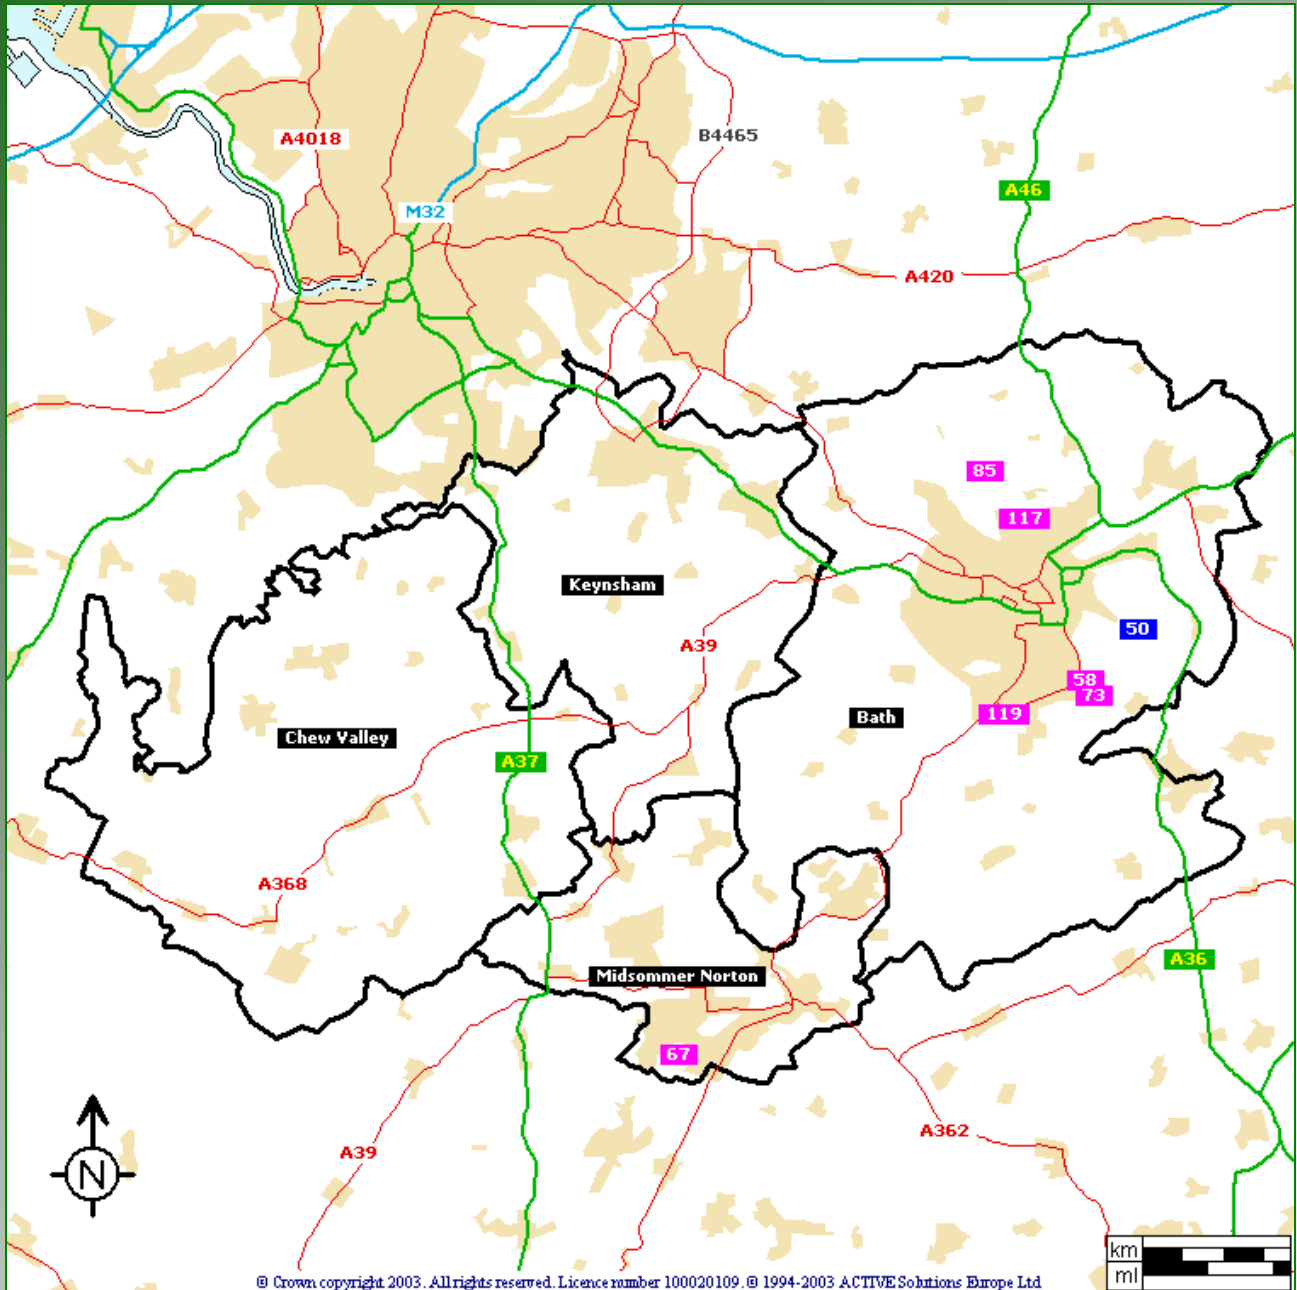 A4018
B4465
A46
M32
A420
85
117
Keynsham
50
A39
58
73
119
Bath
Chew Valley
A37
A368
A36
Midsommer Norton
67
A362
A39
N
km
ml
© Crown copyright 2003. All rights reserved. Licence number 100020109. © 1994-2003 ACTIVE Solutions Europe Ltd